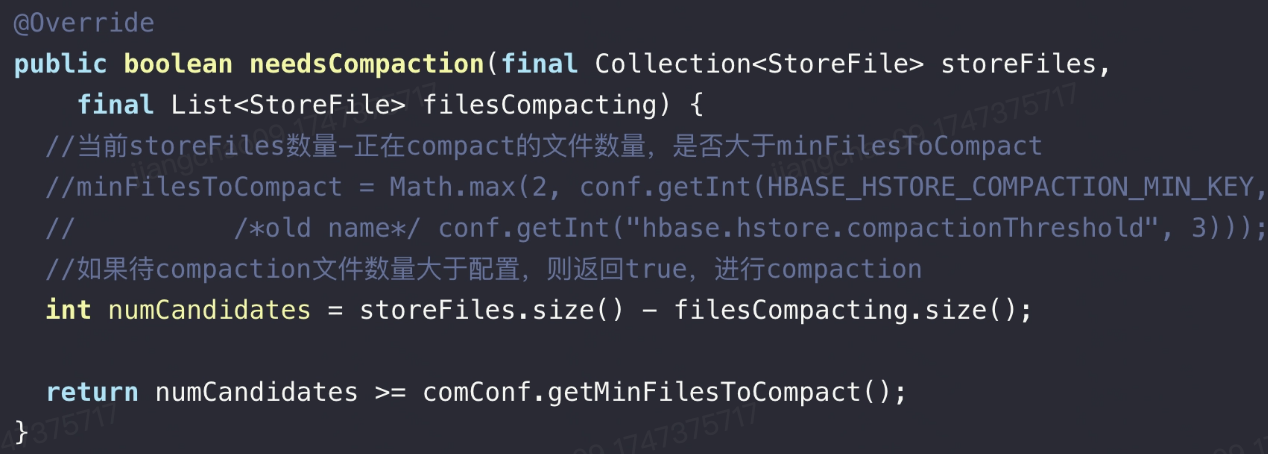 @Override
public boolean needsCompaction(final Collection<StoreFile> storeFiles,
    final List<StoreFile> filesCompacting) {
  //当前storeFiles数量-正在compact的文件数量，是否大于minFilesToCompact
  //minFilesToCompact = Math.max(2, conf.getInt(HBASE_HSTORE_COMPACTION_MIN_KEY,
  //          /*old name*/ conf.getInt("hbase.hstore.compactionThreshold", 3)));
  //如果待compaction文件数量大于配置，则返回true，进行compaction
  int numCandidates = storeFiles.size() - filesCompacting.size();
  return numCandidates >= comConf.getMinFilesToCompact();
}